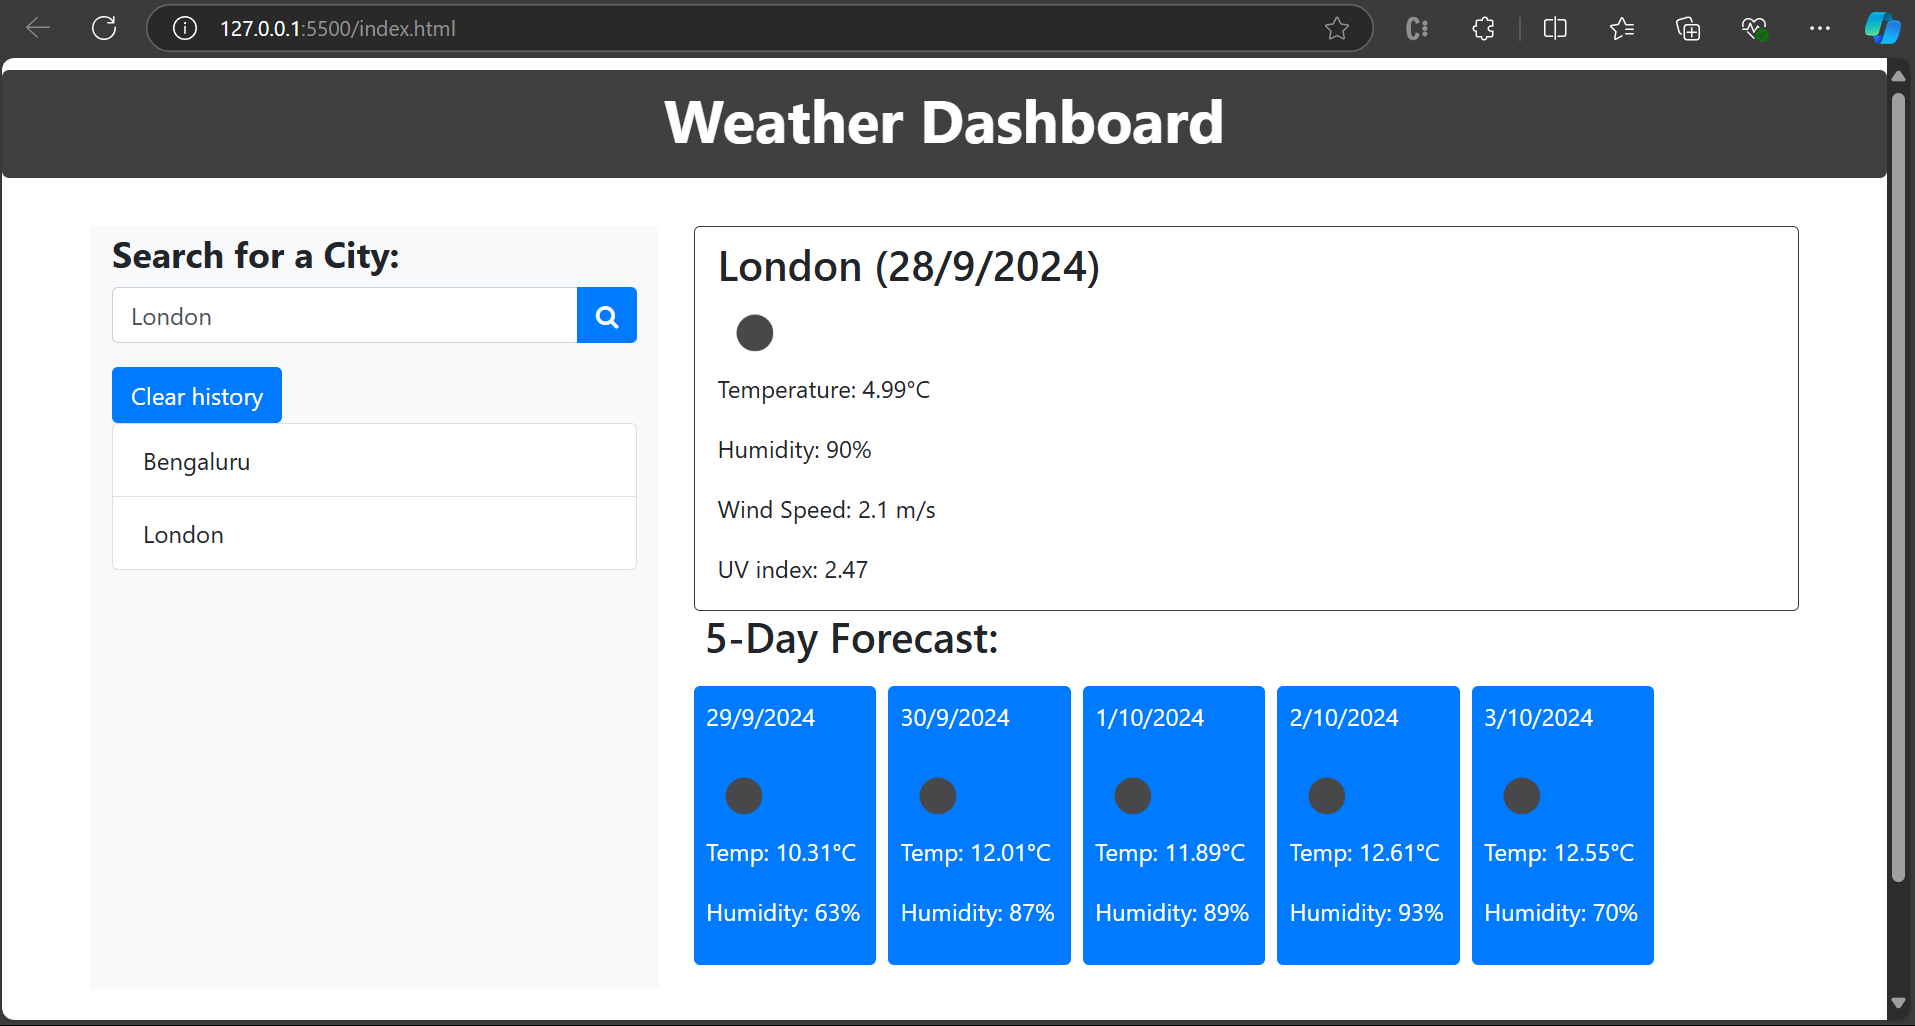 127.0.0.1:5500/index.html
Weather Dashboard
Search for a City:
London
Clear history
Bengaluru
London
London (28/9/2024)
Temperature: 4.99°C
Humidity: 90%
Wind Speed: 2.1 m/s
UV index: 2.47
5-Day Forecast:
29/9/2024
Temp: 10.31°C
Humidity: 63%
30/9/2024
Temp: 12.01°C
Humidity: 87%
1/10/2024
Temp: 11.89°C
Humidity: 89%
2/10/2024
Temp: 12.61°C
Humidity: 93%
3/10/2024
Temp: 12.55°C
Humidity: 70%